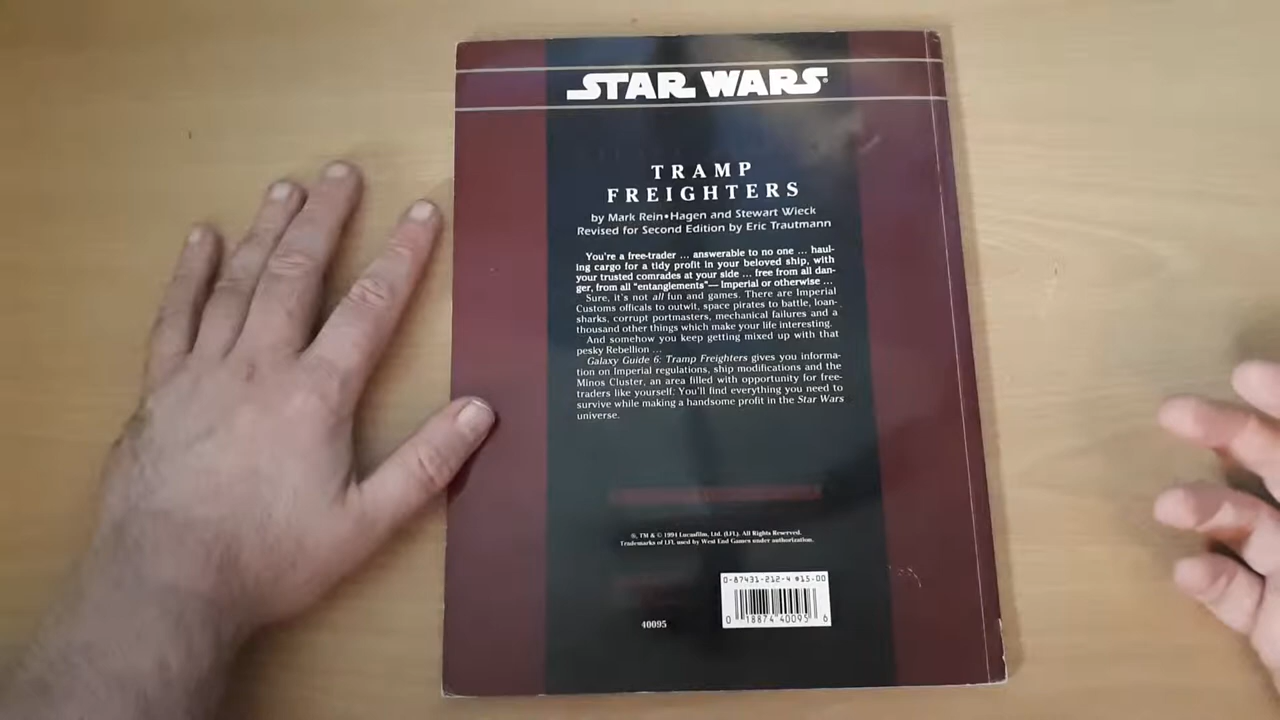 STAR WARS®
TRAMP
FREIGHTERS
by Mark Rein•Hagen and Stewart Wieck
Revised for Second Edition by Eric Trautmann
You're a free-trader ... answerable to no one ... haul-
ing cargo for a tidy profit in your beloved ship, with
your trusted comrades at your side ... free from all dan-
ger, from all "entanglements"— Imperial or otherwise ...
Sure, it's not all fun and games. There are Imperial
Customs officals to outwit, space pirates to battle, loan-
sharks, corrupt portmasters, mechanical failures and a
thousand other things which make your life interesting.
And somehow you keep getting mixed up with that
pesky Rebellion ...
Galaxy Guide 6: Tramp Freighters gives you informa-
tion on Imperial regulations, ship modifications and the
Minos Cluster, an area filled with opportunity for free-
traders like yourself. You'll find everything you need to
survive while making a handsome profit in the Star Wars
universe.
®, TM & © 1994 Lucasfilm, Ltd. (LFL). All Rights Reserved.
Trademarks of LFL used by West End Games under authorization.
0-87431-212-4 $15.00
0 18874 40095 6
40095